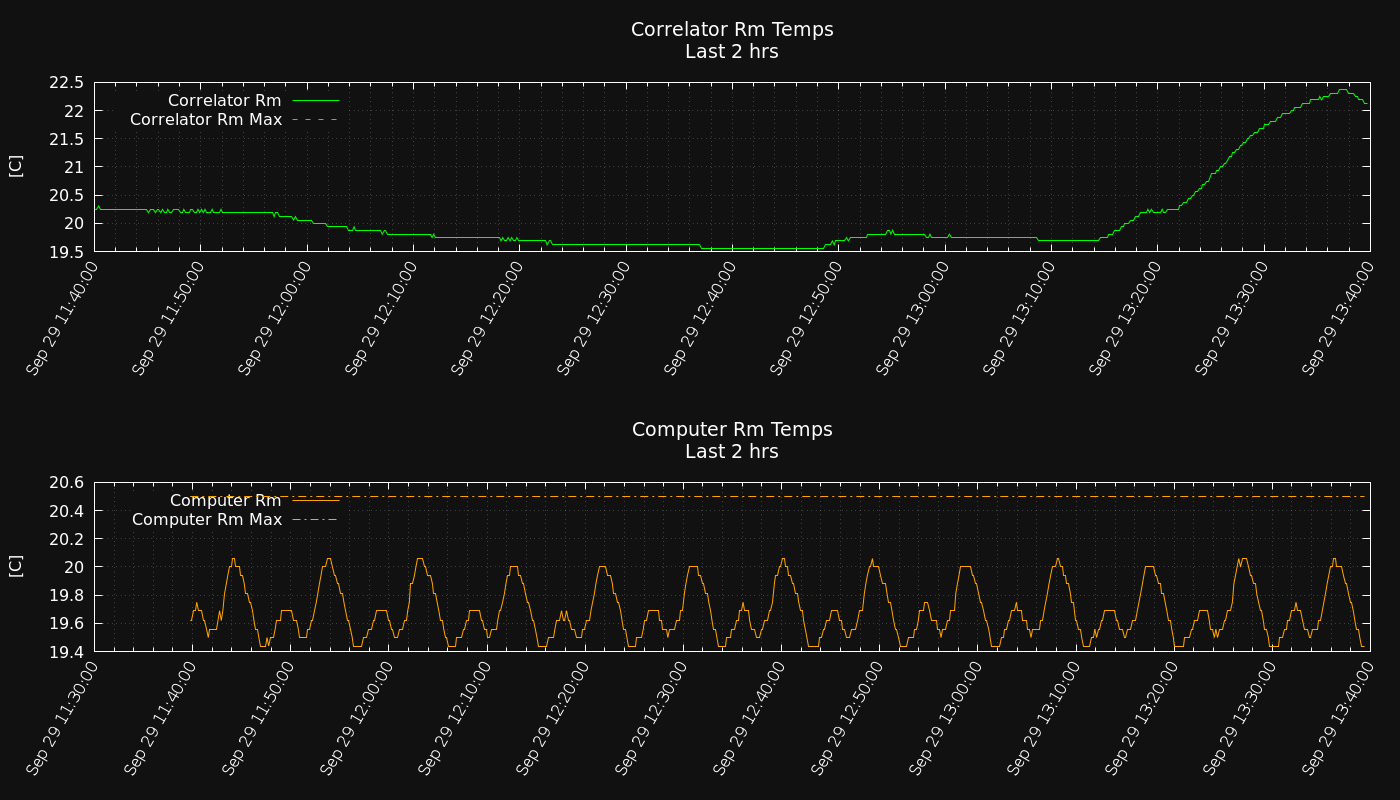 Correlator Rm Temps
Last 2 hrs
22.5
22
21.5
21
20.5
20
19.5
[C]
Correlator Rm
Correlator Rm Max
Sep 29 11:40:00
Sep 29 11:50:00
Sep 29 12:00:00
Sep 29 12:10:00
Sep 29 12:20:00
Sep 29 12:30:00
Sep 29 12:40:00
Sep 29 12:50:00
Sep 29 13:00:00
Sep 29 13:10:00
Sep 29 13:20:00
Sep 29 13:30:00
Sep 29 13:40:00
Computer Rm Temps
Last 2 hrs
20.6
20.4
20.2
20
19.8
19.6
19.4
[C]
Computer Rm
Computer Rm Max
Sep 29 11:30:00
Sep 29 11:40:00
Sep 29 11:50:00
Sep 29 12:00:00
Sep 29 12:10:00
Sep 29 12:20:00
Sep 29 12:30:00
Sep 29 12:40:00
Sep 29 12:50:00
Sep 29 13:00:00
Sep 29 13:10:00
Sep 29 13:20:00
Sep 29 13:30:00
Sep 29 13:40:00